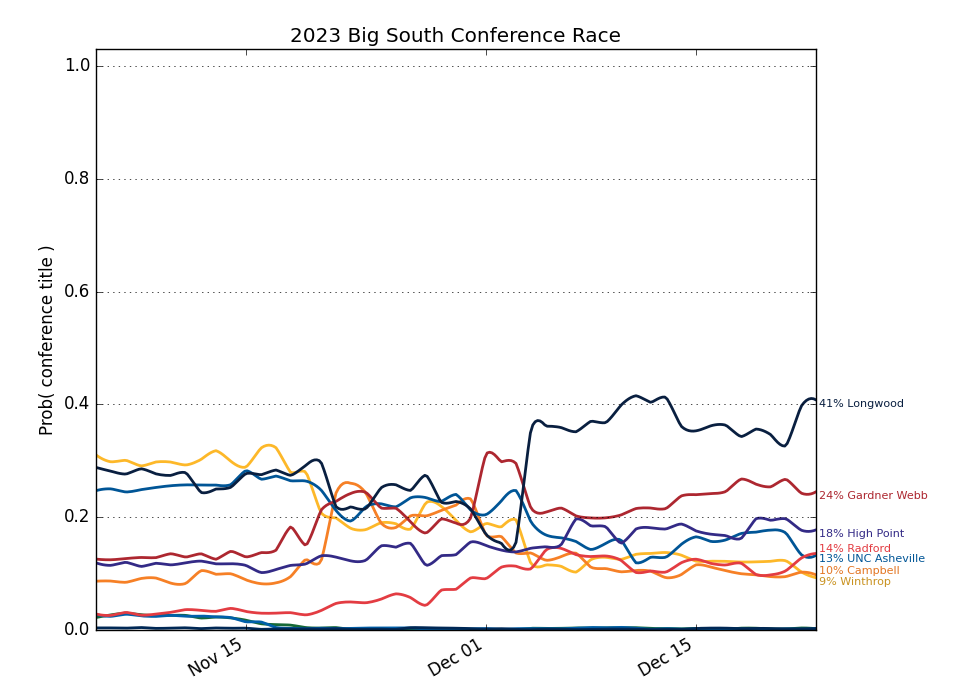 2023 Big South Conference Race
Prob( conference title )
1.0
0.8
0.6
0.4
0.2
0.0
Nov 15
Dec 01
Dec 15
41% Longwood
24% Gardner Webb
18% High Point
14% Radford
13% UNC Asheville
10% Campbell
9% Winthrop